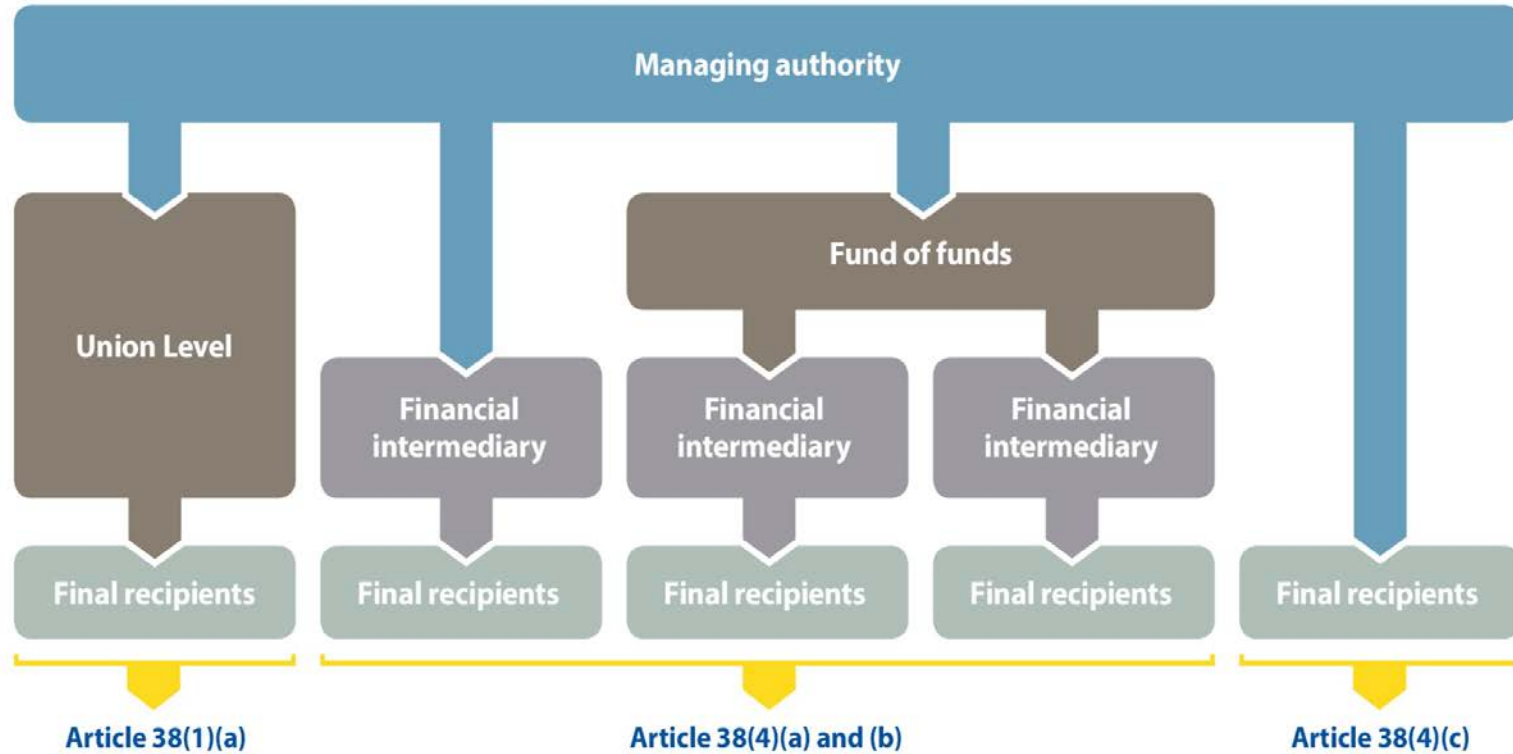 Managing authority
Fund of funds
Union Level
Financial
intermediary
Financial
intermediary
Financial
intermediary
Final recipients
Final recipients
Final recipients
Final recipients
Final recipients
Article 38(1)(a)
Article 38(4)(a) and (b)
Article 38(4)(c)